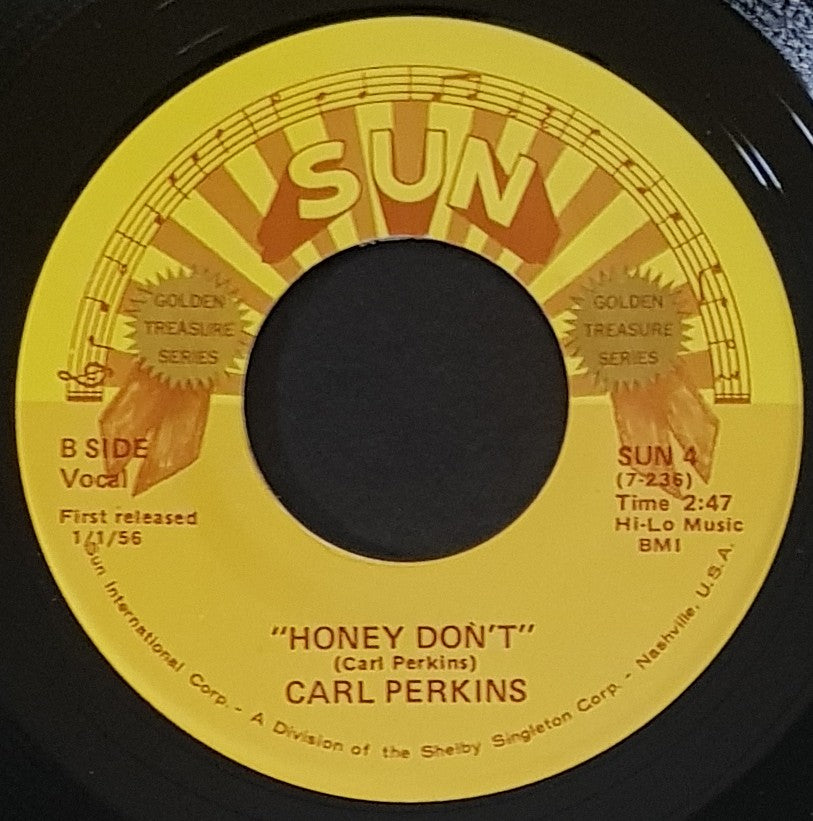 SUN
GOLDEN
TREASURE
SERIES
GOLDEN
TREASURE
SERIES
B SIDE
Vocal
First released
1/1/56
SUN 4
(7-236)
Time 2:47
Hi-Lo Music
BMI
"HONEY DON'T"
(Carl Perkins)
CARL PERKINS
Sun International Corp. - A Division of the Shelby Singleton Corp. - Nashville, U.S.A.